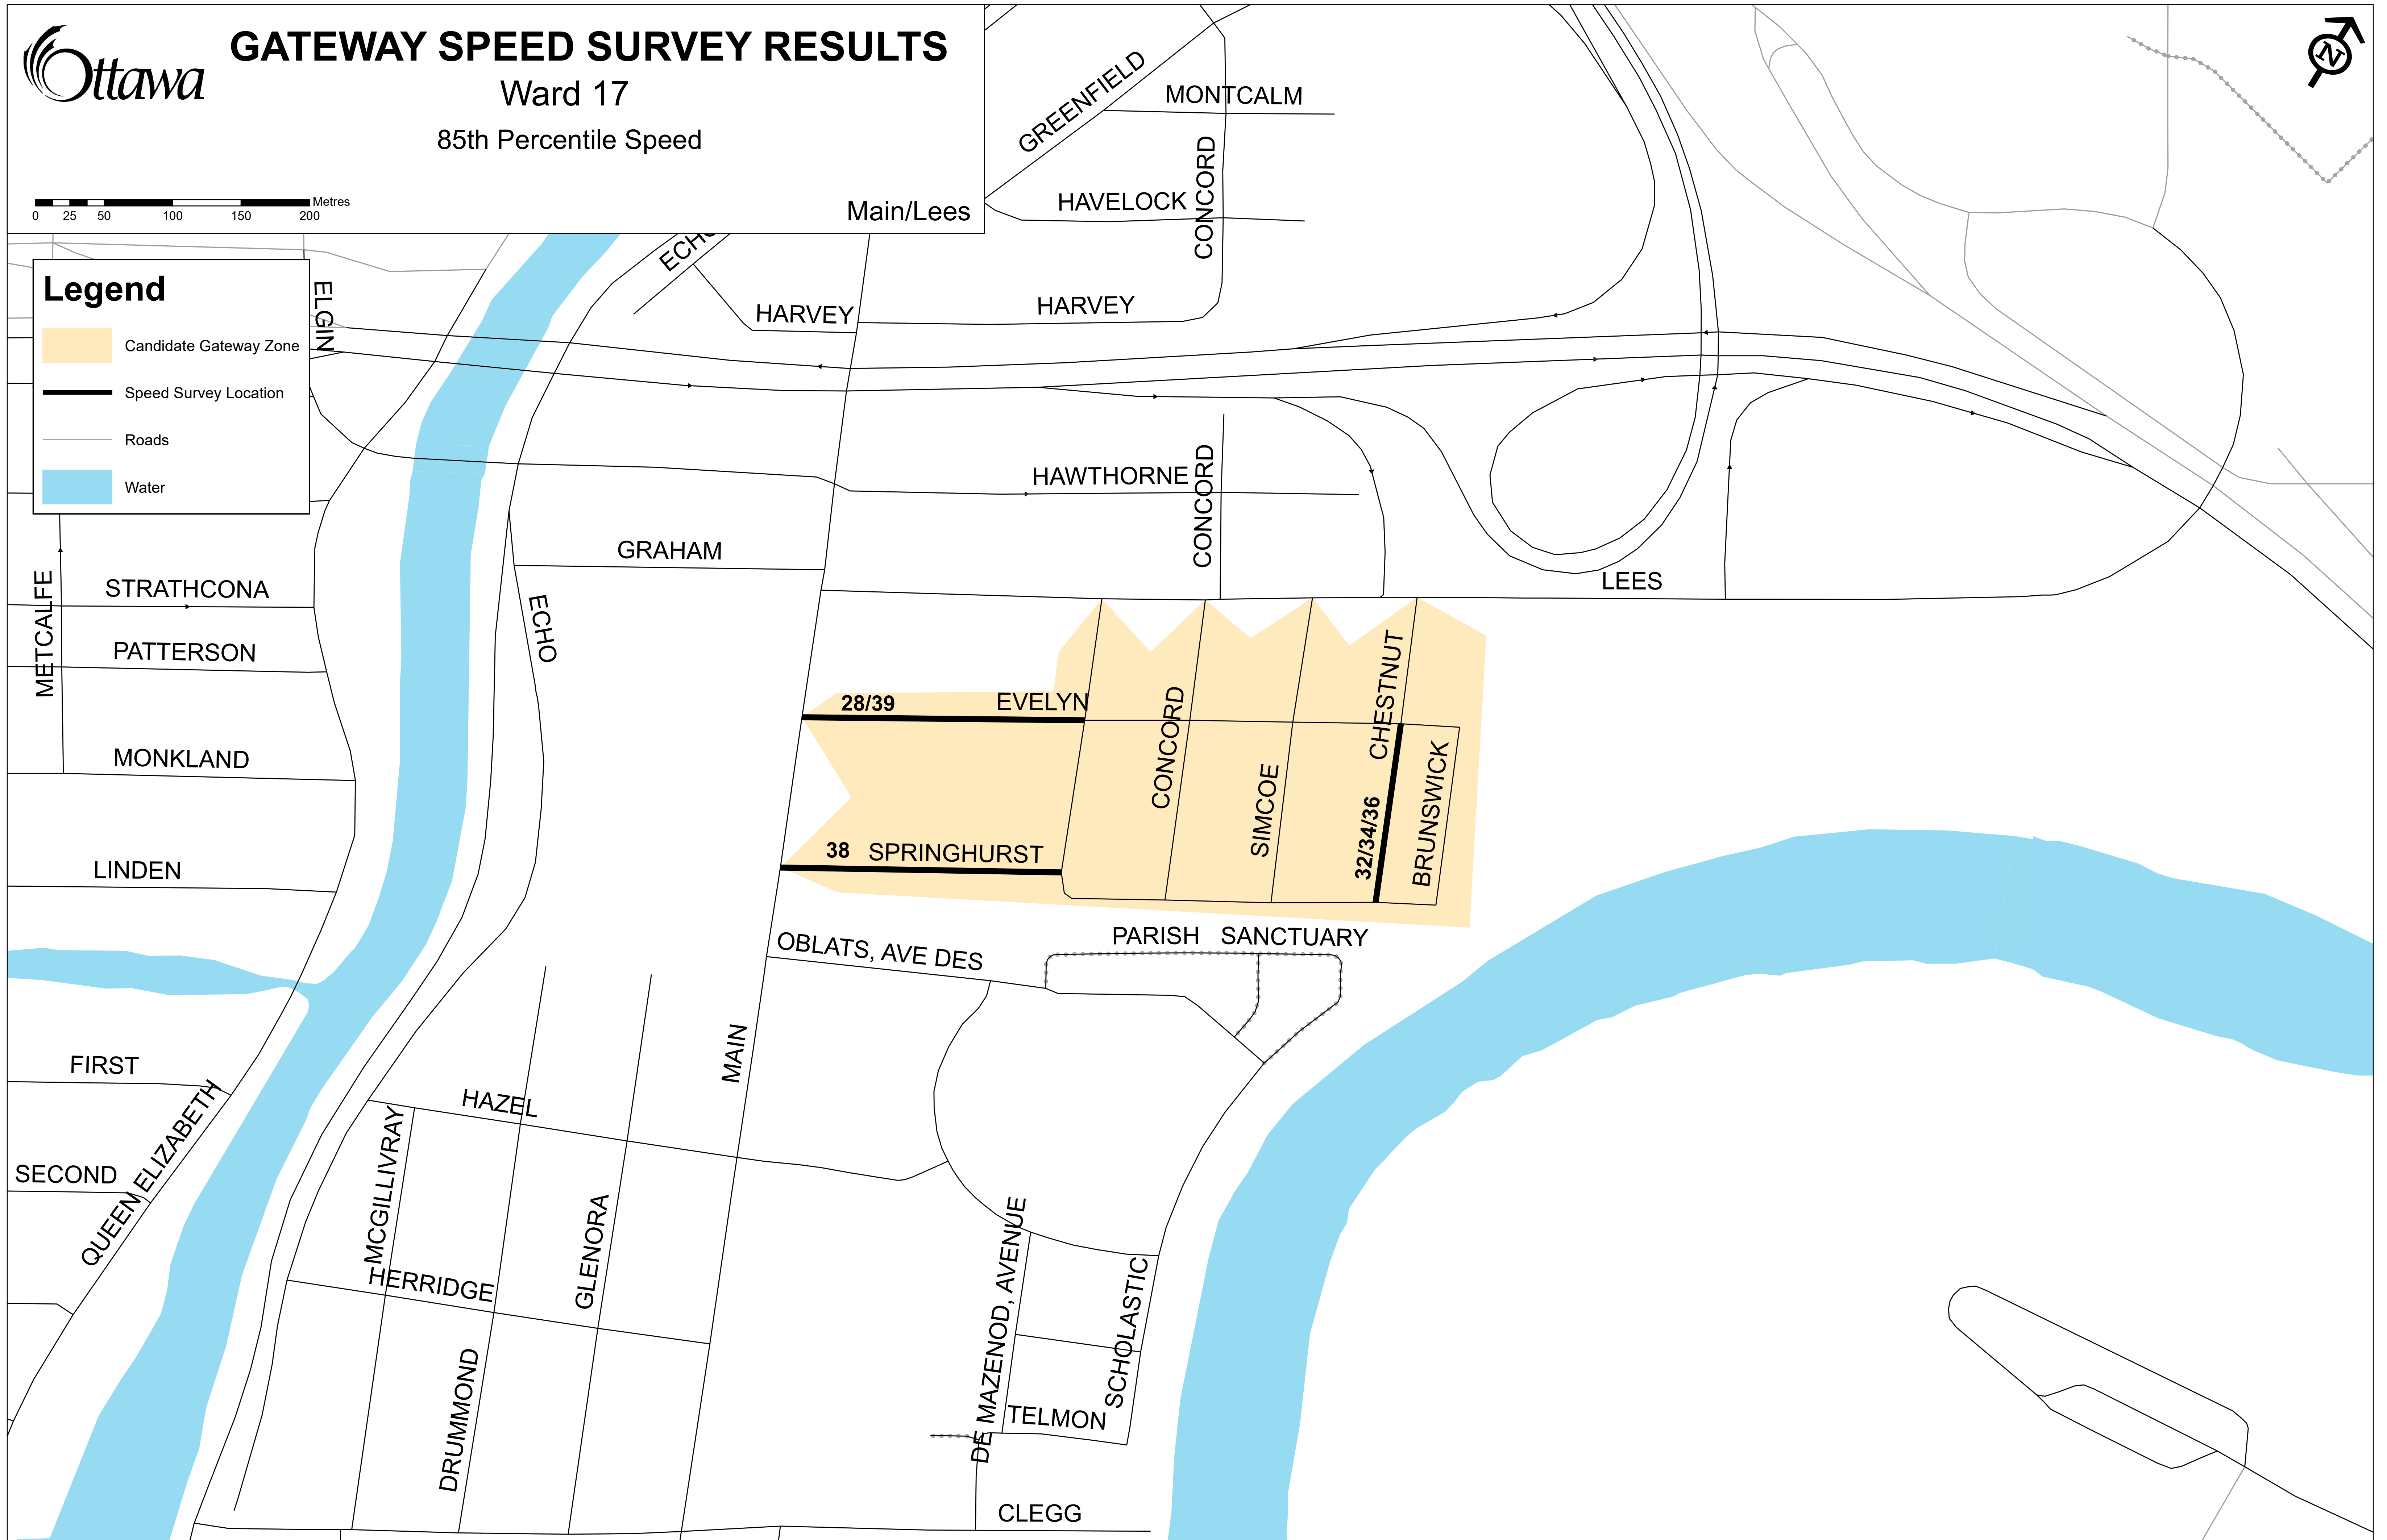 Ottawa
GATEWAY SPEED SURVEY RESULTS
Ward 17
85th Percentile Speed
0 25 50 100 150 200 Metres
Main/Lees
N
Legend
Candidate Gateway Zone
Speed Survey Location
Roads
Water
GREENFIELD
MONTCALM
CONCORD
HAVELOCK
ECHO
ELGIN
HARVEY
HARVEY
HAWTHORNE
CONCORD
GRAHAM
LEES
METCALFE
STRATHCONA
ECHO
PATTERSON
CHESTNUT
28/39
EVELYN
CONCORD
MONKLAND
SIMCOE
BRUNSWICK
32/34/36
38
SPRINGHURST
LINDEN
PARISH SANCTUARY
OBLATS, AVE DES
MAIN
FIRST
HAZEL
QUEEN ELIZABETH
MCGILLIVRAY
SECOND
GLENORA
DE MAZENOD, AVENUE
HERRIDGE
SCHOLASTIC
DRUMMOND
TELMON
CLEGG